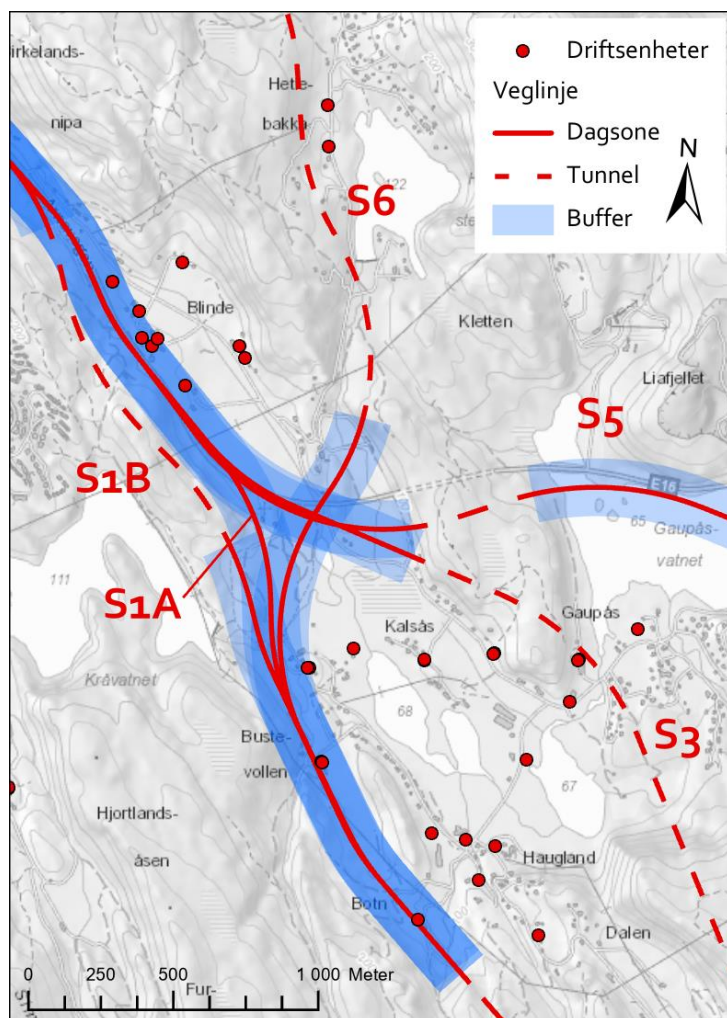 irkelands-
nipa
Hetle-
bakka
122
S6
Driftsenheter
Veglinje
Dagsone
Tunnel
Buffer
N
Blinde
Kletten
Liafjellet
S5
E16
65 Gaupås-
vatnet
S1B
S1A
111
Kråvatnet
Kalsås
Gaupås
68
S3
Buste-
vollen
67
Hjortlands-
åsen
Haugland
Botn
Dalen
0 250 500 1 000 Meter
Fur-